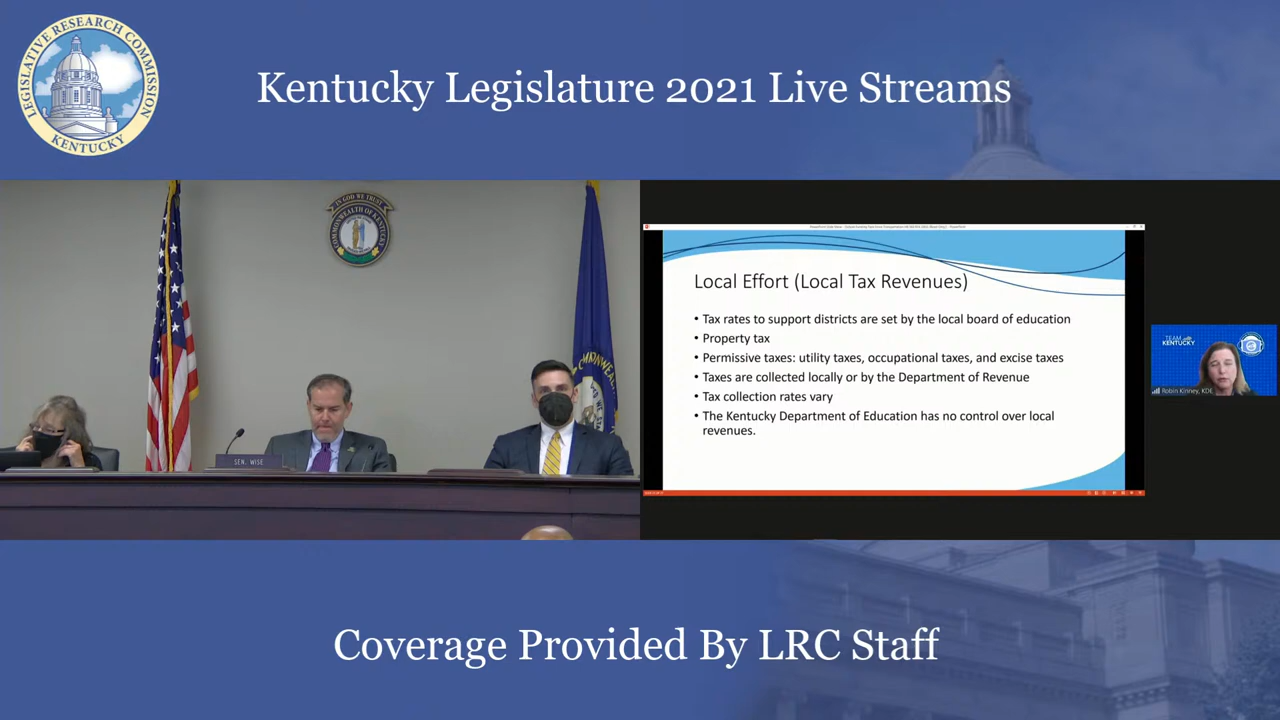 LEGISLATIVE RESEARCH COMMISSION
KENTUCKY
Kentucky Legislature 2021 Live Streams
IN GOD WE TRUST
COMMONWEALTH OF KENTUCKY
SEN. WISE
Local Effort (Local Tax Revenues)
• Tax rates to support districts are set by the local board of education
• Property tax
• Permissive taxes: utility taxes, occupational taxes, and excise taxes
• Taxes are collected locally or by the Department of Revenue
• Tax collection rates vary
• The Kentucky Department of Education has no control over local
revenues.
TEAM
KENTUCKY
Robin Kinney, KDE
Coverage Provided By LRC Staff